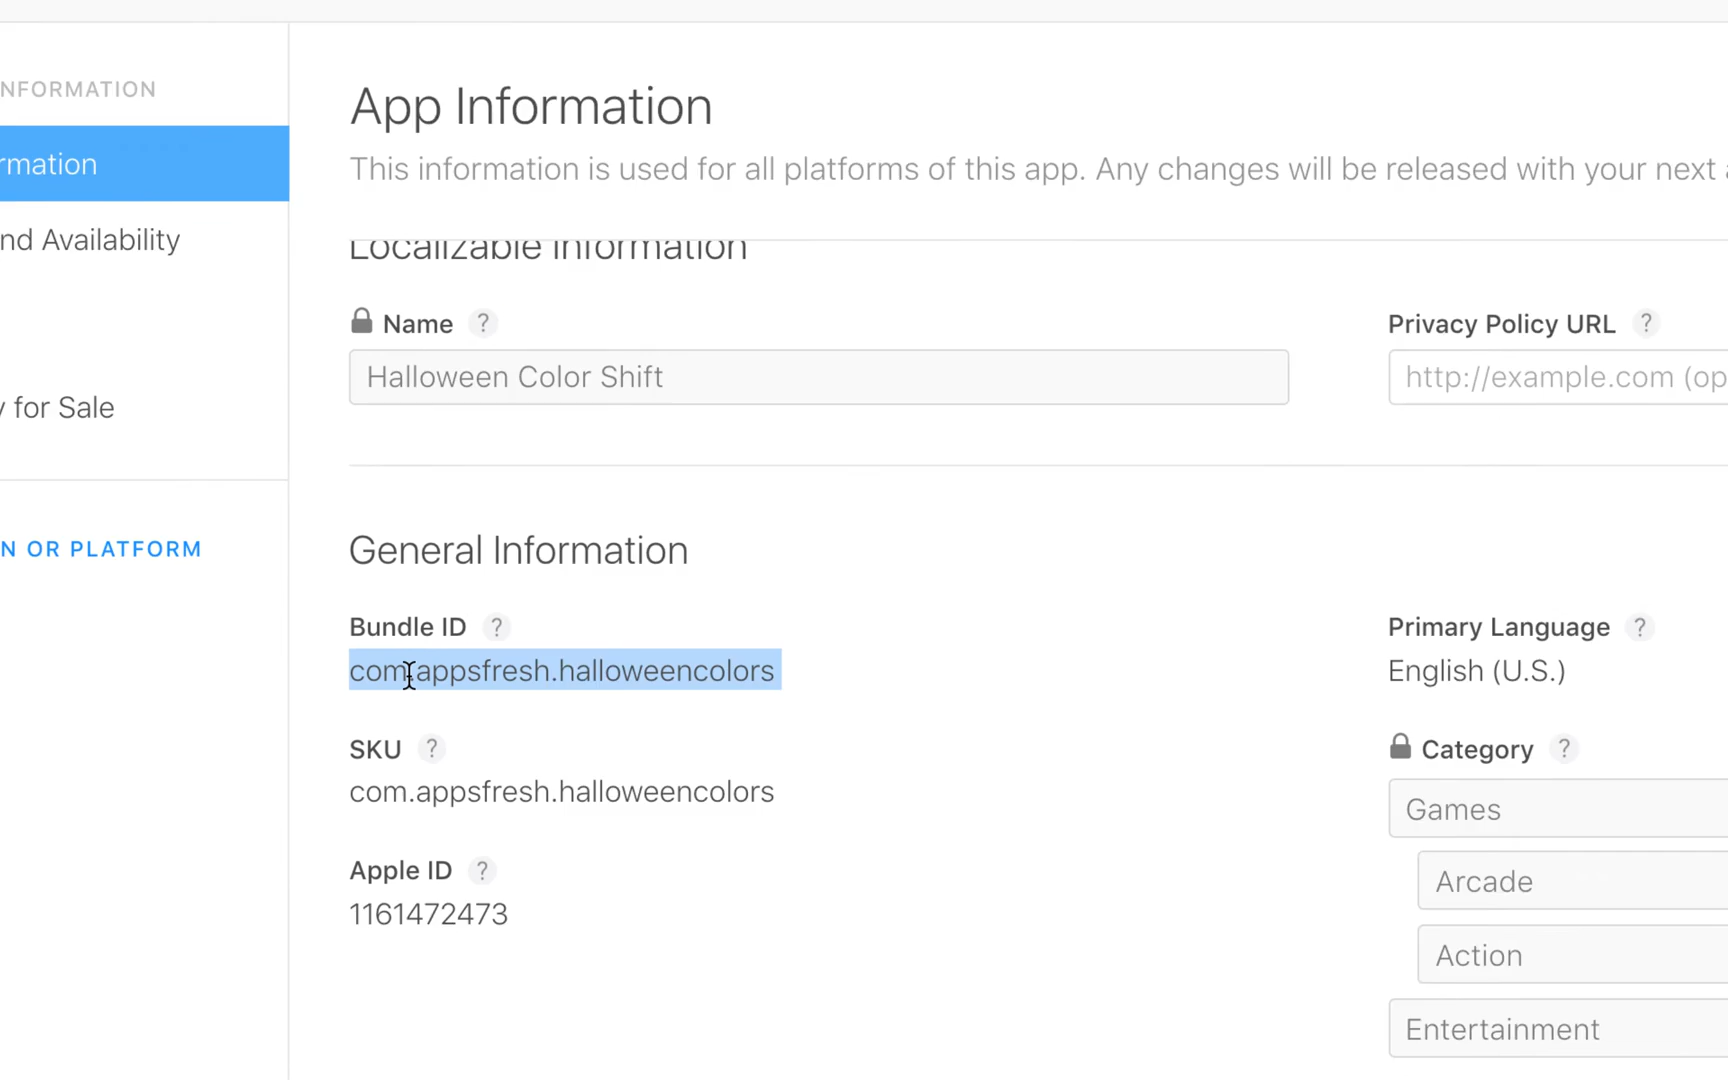 NFORMATION
rmation
nd Availability
for Sale
N OR PLATFORM
App Information
This information is used for all platforms of this app. Any changes will be released with your next
Localizable Information
Name ?
Halloween Color Shift
Privacy Policy URL ?
http://example.com (op
General Information
Bundle ID ?
com.appsfresh.halloweencolors
SKU ?
com.appsfresh.halloweencolors
Apple ID ?
1161472473
Primary Language ?
English (U.S.)
Category ?
Games
Arcade
Action
Entertainment